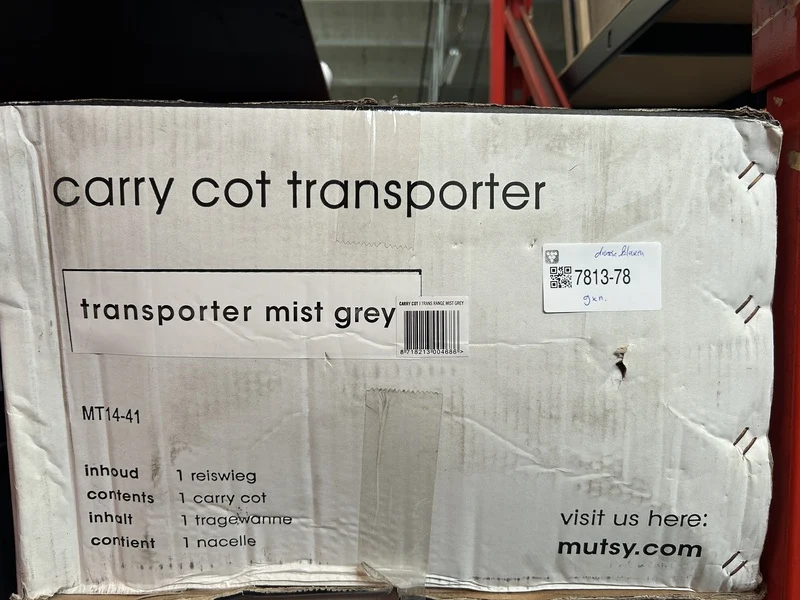 carry cot transporter
7813-78
gxn.
transporter mist grey
CARRY COT | TRANS RANGE MIST GREY
8 718213 004686 >
MT14-41
inhoud 1 reiswieg
contents 1 carry cot
inhalt 1 tragewanne
contient 1 nacelle
visit us here:
mutsy.com